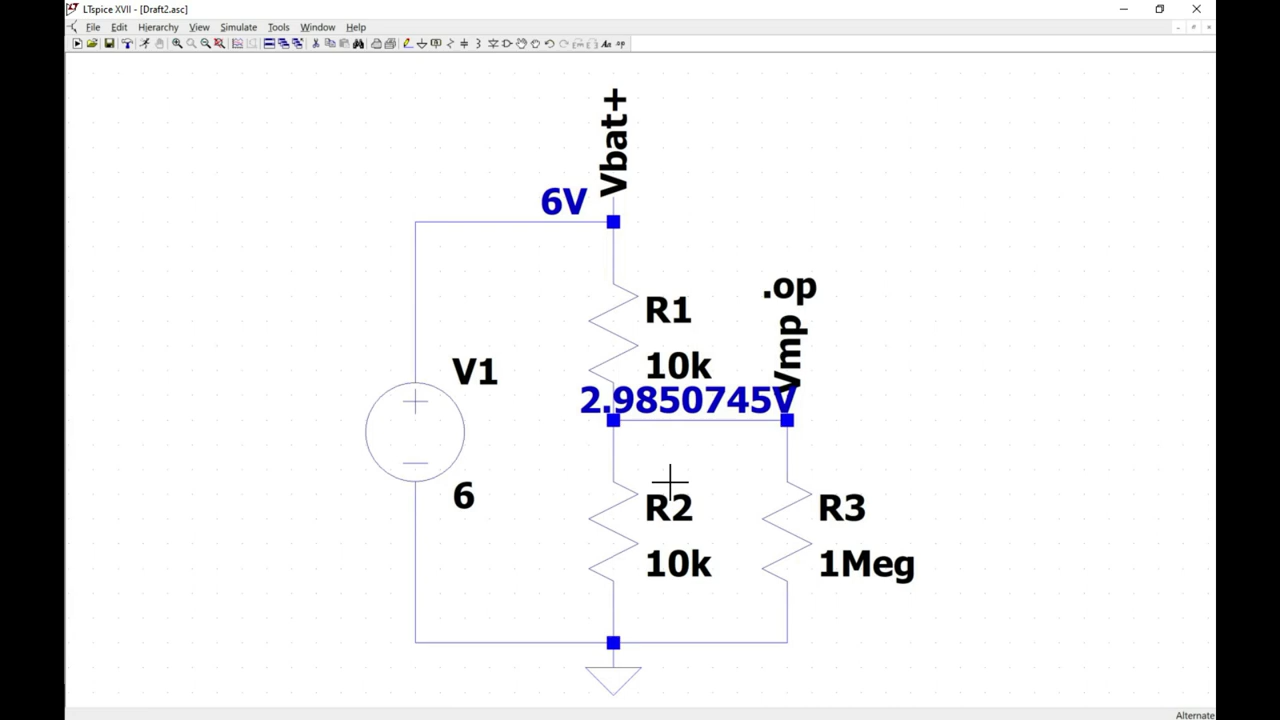 LTspice XVII - [Draft2.asc]
File Edit Hierarchy View Simulate Tools Window Help
Vbat+
6V
.op
R1
Vmp
10k
V1
2.9850745V
6
R2
R3
10k
1Meg
Alternate